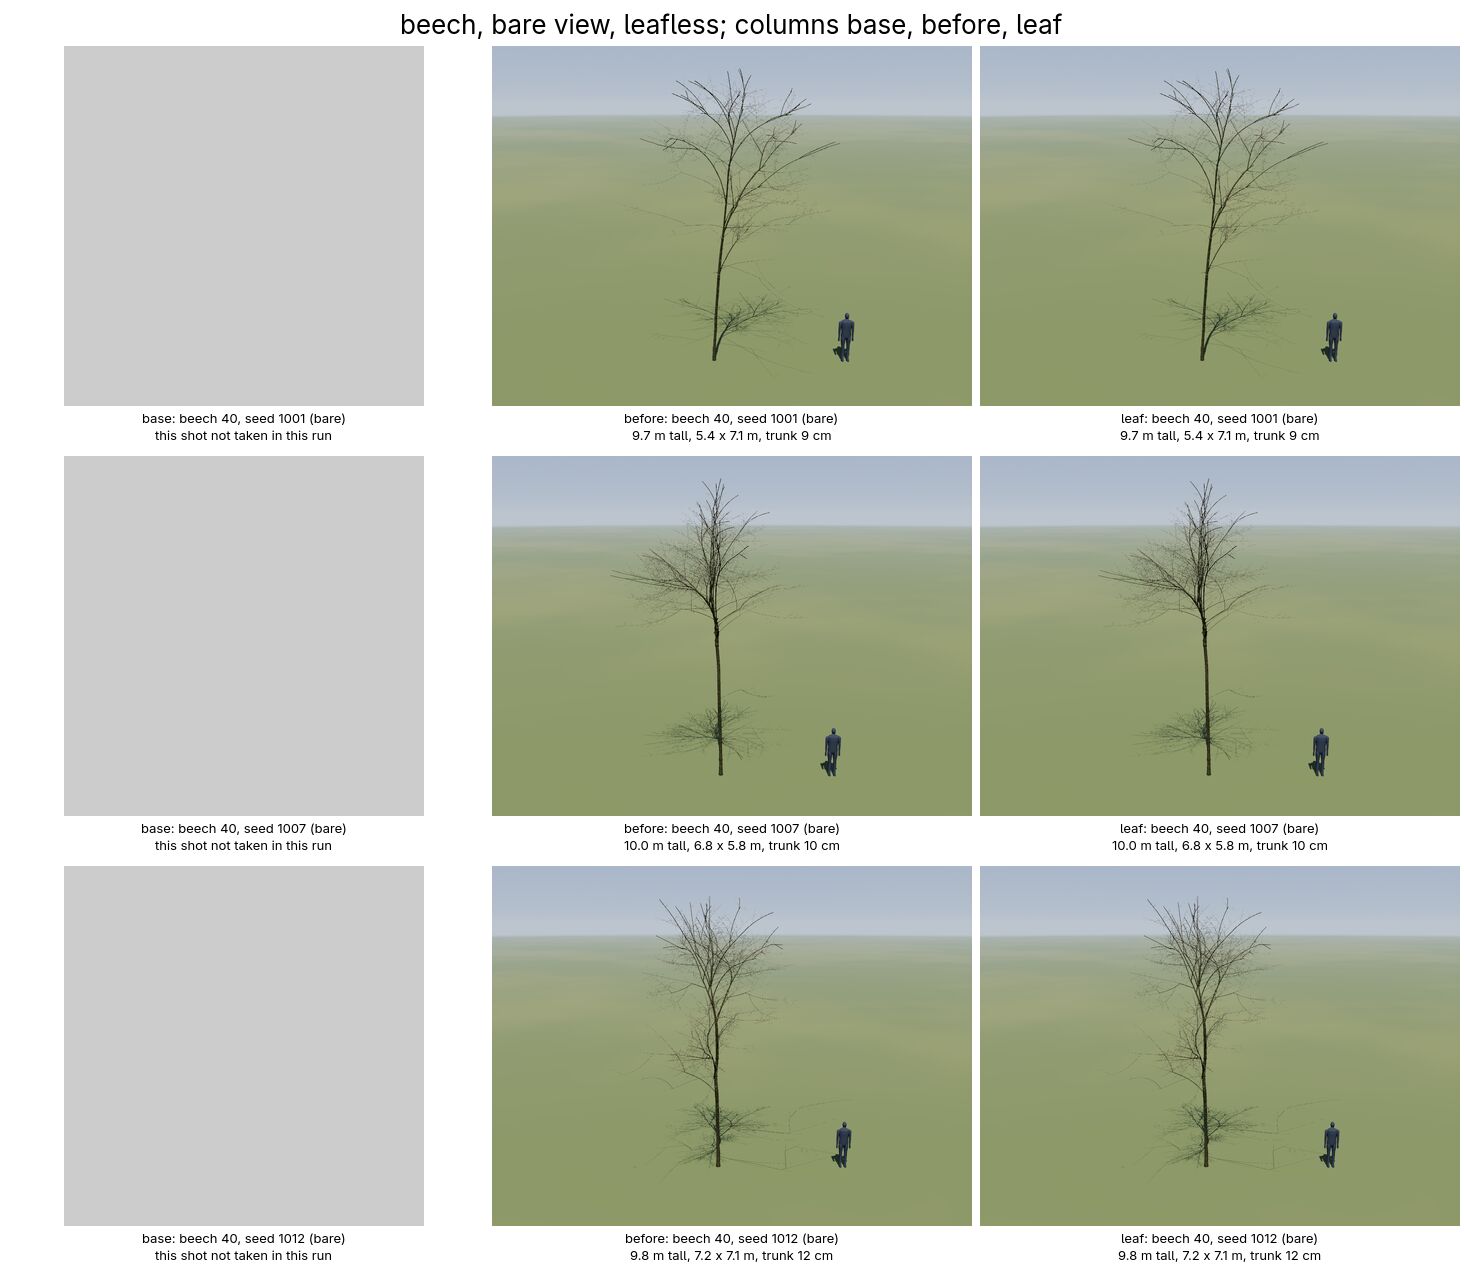 beech, bare view, leafless; columns base, before, leaf
base: beech 40, seed 1001 (bare)
this shot not taken in this run
before: beech 40, seed 1001 (bare)
9.7 m tall, 5.4 x 7.1 m, trunk 9 cm
leaf: beech 40, seed 1001 (bare)
9.7 m tall, 5.4 x 7.1 m, trunk 9 cm
base: beech 40, seed 1007 (bare)
this shot not taken in this run
before: beech 40, seed 1007 (bare)
10.0 m tall, 6.8 x 5.8 m, trunk 10 cm
leaf: beech 40, seed 1007 (bare)
10.0 m tall, 6.8 x 5.8 m, trunk 10 cm
base: beech 40, seed 1012 (bare)
this shot not taken in this run
before: beech 40, seed 1012 (bare)
9.8 m tall, 7.2 x 7.1 m, trunk 12 cm
leaf: beech 40, seed 1012 (bare)
9.8 m tall, 7.2 x 7.1 m, trunk 12 cm